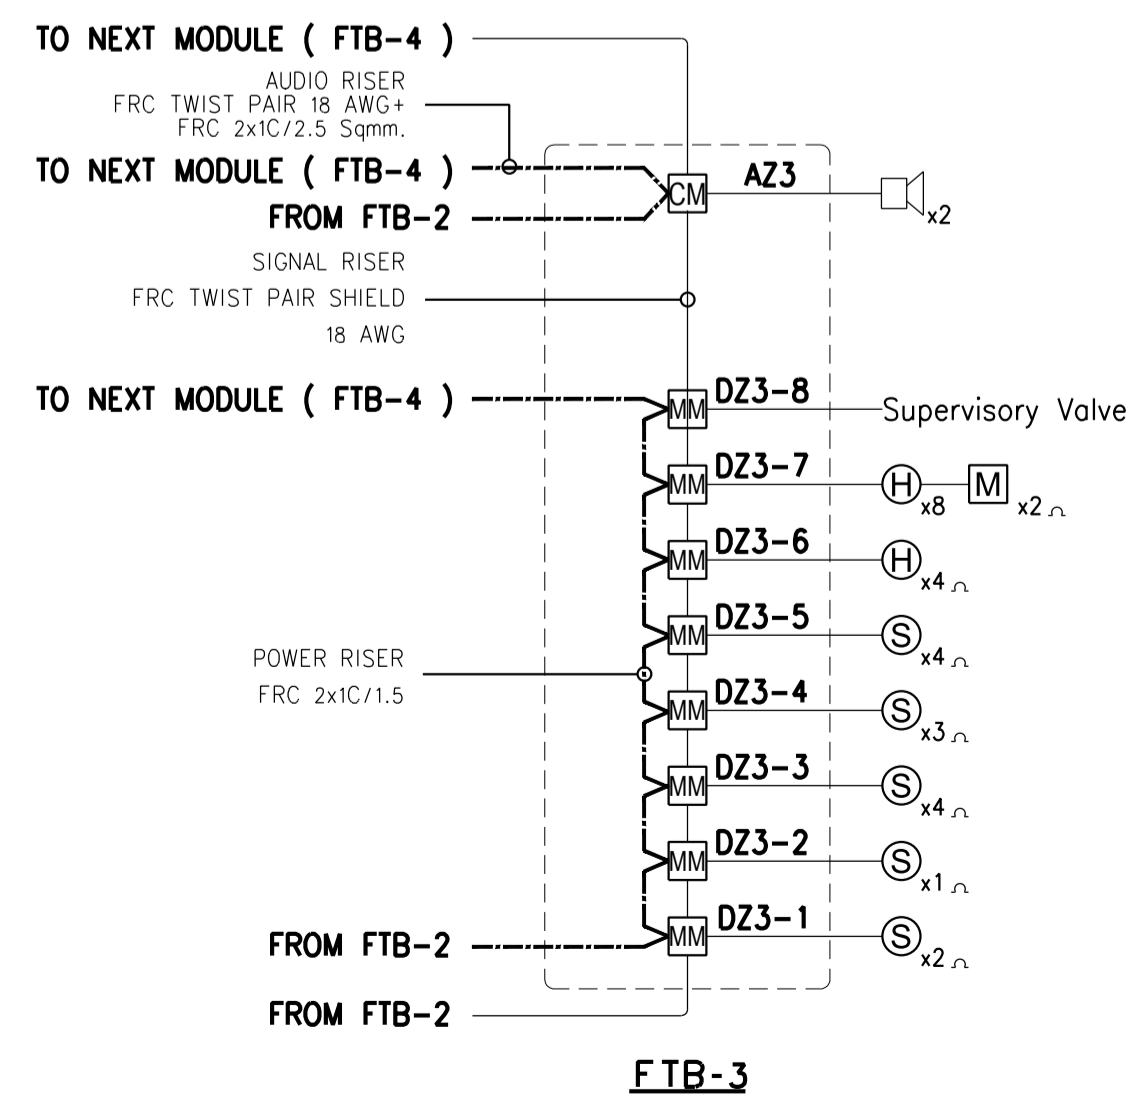 TO NEXT MODULE ( FTB-4 )
AUDIO RISER
FRC TWIST PAIR 18 AWG+
FRC 2x1C/2.5 Sqmm.
TO NEXT MODULE ( FTB-4 )
CM
AZ3
x2
FROM FTB-2
SIGNAL RISER
FRC TWIST PAIR SHIELD
18 AWG
TO NEXT MODULE ( FTB-4 )
MM
DZ3-8
Supervisory Valve
MM
DZ3-7
H
x8
M
x2
MM
DZ3-6
H
x4
MM
DZ3-5
S
x4
POWER RISER
FRC 2x1C/1.5
MM
DZ3-4
S
x3
MM
DZ3-3
S
x4
MM
DZ3-2
S
x1
MM
DZ3-1
S
x2
FROM FTB-2
FROM FTB-2
FTB-3